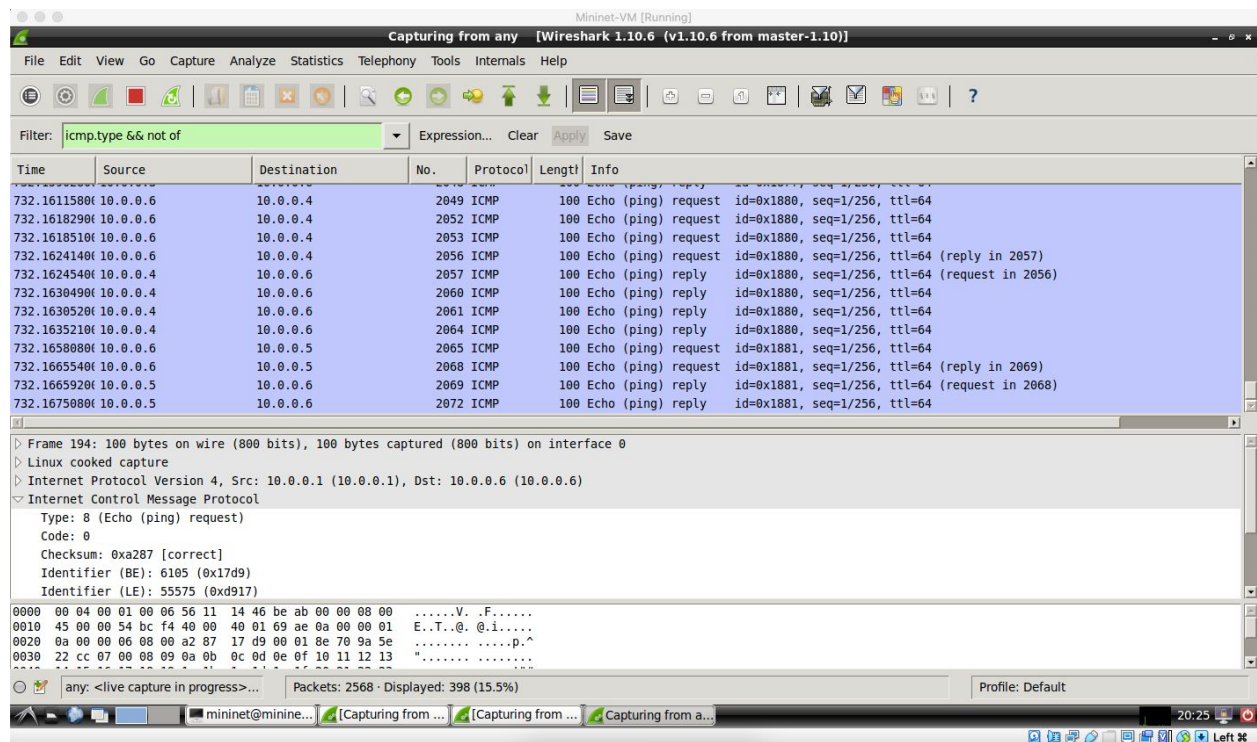 Mininet-VM [Running]
Capturing from any [Wireshark 1.10.6 (v1.10.6 from master-1.10)]
File Edit View Go Capture Analyze Statistics Telephony Tools Internals Help
Filter: icmp.type && not of Expression... Clear Apply Save
Time Source Destination No. Protocol Length Info
732.1611580 10.0.0.6 10.0.0.4 2049 ICMP 100 Echo (ping) request id=0x1880, seq=1/256, ttl=64
732.1618290 10.0.0.6 10.0.0.4 2052 ICMP 100 Echo (ping) request id=0x1880, seq=1/256, ttl=64
732.1618510 10.0.0.6 10.0.0.4 2053 ICMP 100 Echo (ping) request id=0x1880, seq=1/256, ttl=64
732.1624140 10.0.0.6 10.0.0.4 2056 ICMP 100 Echo (ping) request id=0x1880, seq=1/256, ttl=64 (reply in 2057)
732.1624540 10.0.0.4 10.0.0.6 2057 ICMP 100 Echo (ping) reply id=0x1880, seq=1/256, ttl=64 (request in 2056)
732.1630490 10.0.0.4 10.0.0.6 2060 ICMP 100 Echo (ping) reply id=0x1880, seq=1/256, ttl=64
732.1630520 10.0.0.4 10.0.0.6 2061 ICMP 100 Echo (ping) reply id=0x1880, seq=1/256, ttl=64
732.1635210 10.0.0.4 10.0.0.6 2064 ICMP 100 Echo (ping) reply id=0x1880, seq=1/256, ttl=64
732.1658080 10.0.0.6 10.0.0.5 2065 ICMP 100 Echo (ping) request id=0x1881, seq=1/256, ttl=64
732.1665540 10.0.0.6 10.0.0.5 2068 ICMP 100 Echo (ping) request id=0x1881, seq=1/256, ttl=64 (reply in 2069)
732.1665920 10.0.0.5 10.0.0.6 2069 ICMP 100 Echo (ping) reply id=0x1881, seq=1/256, ttl=64 (request in 2068)
732.1675080 10.0.0.5 10.0.0.6 2072 ICMP 100 Echo (ping) reply id=0x1881, seq=1/256, ttl=64
Frame 194: 100 bytes on wire (800 bits), 100 bytes captured (800 bits) on interface 0
Linux cooked capture
Internet Protocol Version 4, Src: 10.0.0.1 (10.0.0.1), Dst: 10.0.0.6 (10.0.0.6)
Internet Control Message Protocol
Type: 8 (Echo (ping) request)
Code: 0
Checksum: 0xa287 [correct]
Identifier (BE): 6105 (0x17d9)
Identifier (LE): 55575 (0xd917)
0000 00 04 00 01 00 06 56 11 14 46 be ab 00 00 08 00 ......V. .F......
0010 45 00 00 54 bc f4 40 00 40 01 69 ae 0a 00 00 01 E..T..@. @.i.....
0020 0a 00 00 06 08 00 a2 87 17 d9 00 01 8e 70 9a 5e ........ .....p.^
0030 22 cc 07 00 08 09 0a 0b 0c 0d 0e 0f 10 11 12 13 "....... ........
any: <live capture in progress>... Packets: 2568 · Displayed: 398 (15.5%) Profile: Default
mininet@minine... [Capturing from ...] [Capturing from ...] Capturing from a... 20:25
Left ⌘